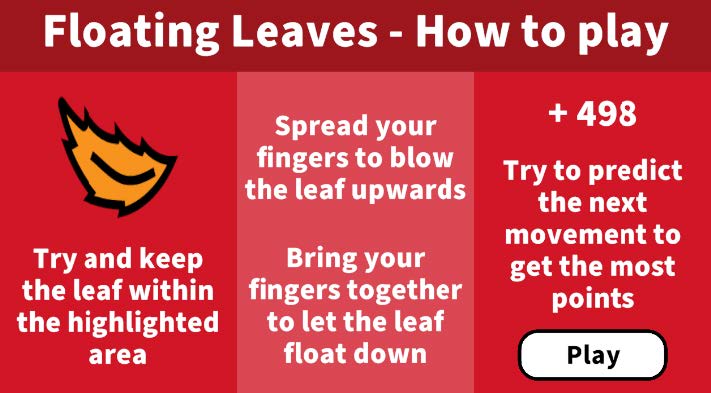 Floating Leaves - How to play
Try and keep
the leaf within
the highlighted
area
Spread your
fingers to blow
the leaf upwards
Bring your
fingers together
to let the leaf
float down
+ 498
Try to predict
the next
movement to
get the most
points
Play